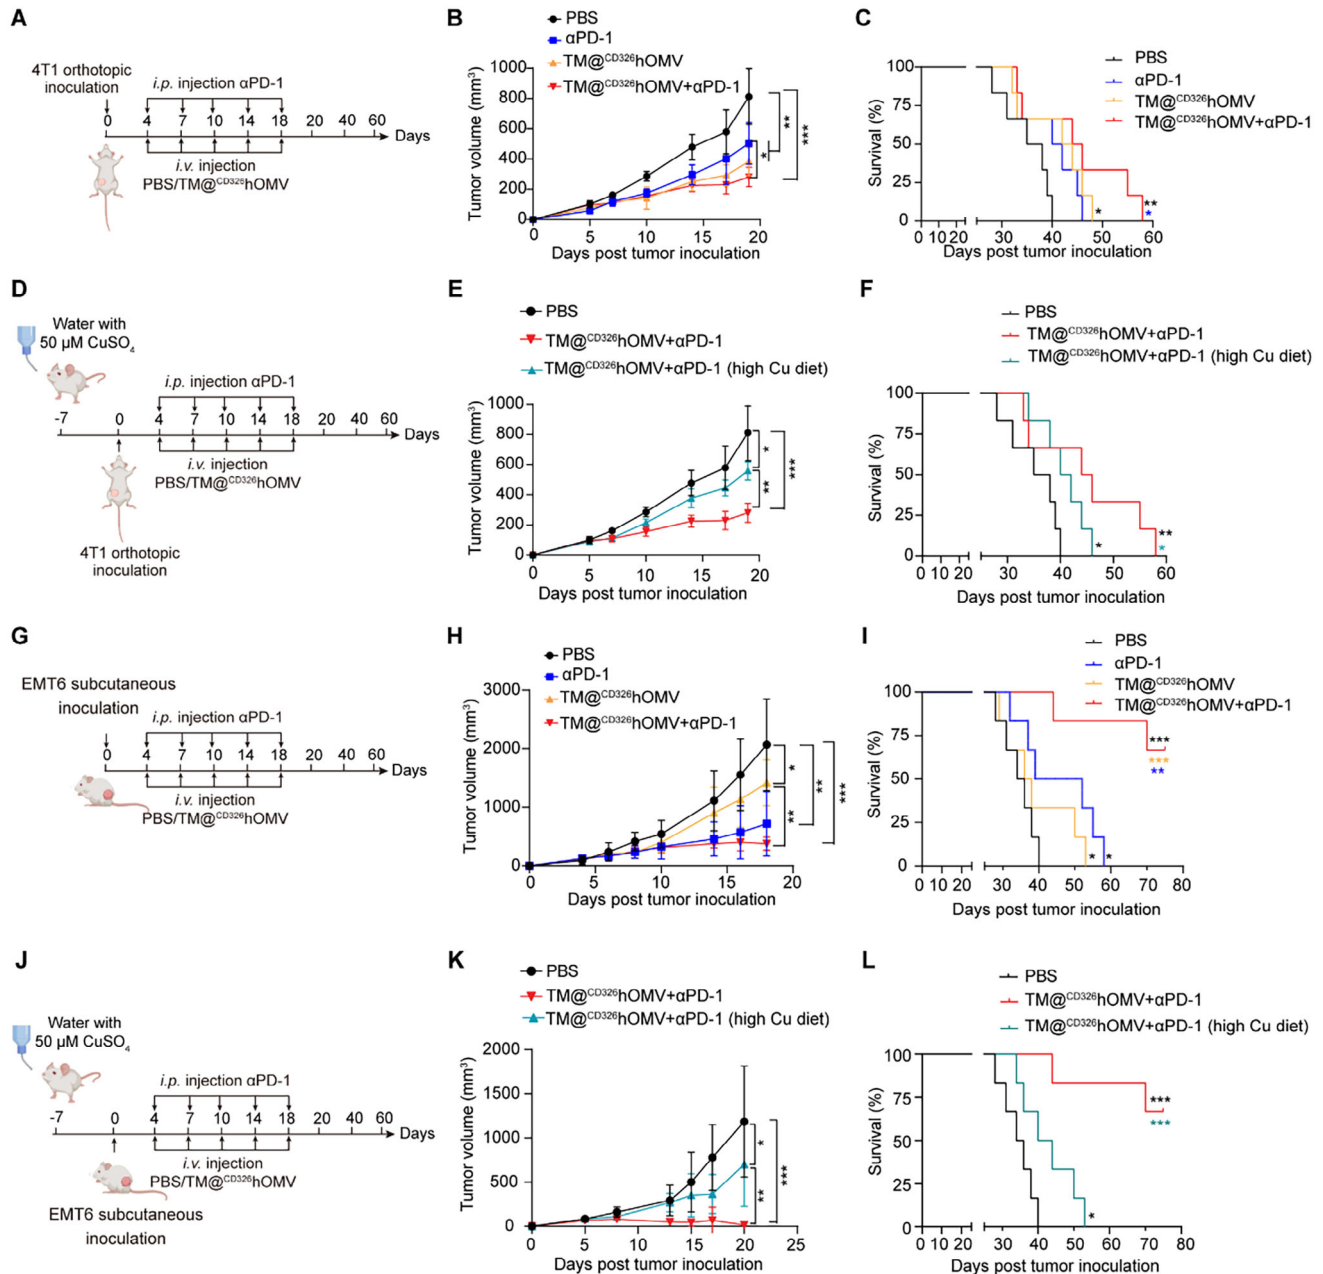 A
4T1 orthotopic
inoculation
i.p. injection αPD-1
0 4 7 10 14 18 31 20 40 60 Days
i.v. injection
PBS/TM@CD326hOMV
B
PBS
αPD-1
TM@CD326hOMV
TM@CD326hOMV+αPD-1
Tumor volume (mm3)
1000
800
600
400
200
0
0 5 10 15 20
Days post tumor inoculation
* ** ***
C
PBS
αPD-1
TM@CD326hOMV
TM@CD326hOMV+αPD-1
Survival (%)
100
75
50
25
0
0 10 20 30 40 50 60
Days post tumor inoculation
*
**
*
D
Water with
50 μM CuSO4
i.p. injection αPD-1
-7 0 4 7 10 14 18 20 40 60 Days
i.v. injection
PBS/TM@CD326hOMV
4T1 orthotopic
inoculation
E
PBS
TM@CD326hOMV+αPD-1
TM@CD326hOMV+αPD-1 (high Cu diet)
Tumor volume (mm3)
1000
800
600
400
200
0
0 5 10 15 20
Days post tumor inoculation
* ** ***
F
PBS
TM@CD326hOMV+αPD-1
TM@CD326hOMV+αPD-1 (high Cu diet)
Survival (%)
100
75
50
25
0
0 10 20 30 40 50 60
Days post tumor inoculation
*
**
*
G
EMT6 subcutaneous
inoculation
i.p. injection αPD-1
0 4 7 10 14 18 31 20 40 60 Days
i.v. injection
PBS/TM@CD326hOMV
H
PBS
αPD-1
TM@CD326hOMV
TM@CD326hOMV+αPD-1
Tumor volume (mm3)
3000
2000
1000
0
0 5 10 15 20
Days post tumor inoculation
* ** ** ***
I
PBS
αPD-1
TM@CD326hOMV
TM@CD326hOMV+αPD-1
Survival (%)
100
75
50
25
0
0 10 20 30 40 50 60 70 80
Days post tumor inoculation
***
***
**
* *
J
Water with
50 μM CuSO4
i.p. injection αPD-1
-7 0 4 7 10 14 18 20 40 60 Days
i.v. injection
PBS/TM@CD326hOMV
EMT6 subcutaneous
inoculation
K
PBS
TM@CD326hOMV+αPD-1
TM@CD326hOMV+αPD-1 (high Cu diet)
Tumor volume (mm3)
2000
1500
1000
500
0
0 5 10 15 20 25
Days post tumor inoculation
* ** ***
L
PBS
TM@CD326hOMV+αPD-1
TM@CD326hOMV+αPD-1 (high Cu diet)
Survival (%)
100
75
50
25
0
0 10 20 30 40 50 60 70 80
Days post tumor inoculation
***
***
*